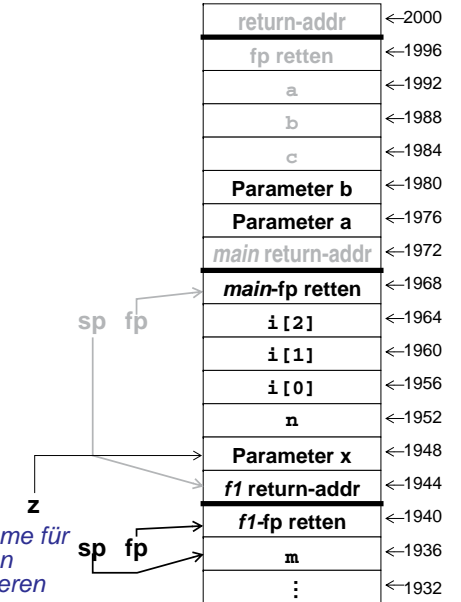 return-addr ←2000
fp retten ←1996
a ←1992
b ←1988
c ←1984
Parameter b ←1980
Parameter a ←1976
main return-addr ←1972
main-fp retten ←1968
sp fp i[2] ←1964
i[1] ←1960
i[0] ←1956
n ←1952
Parameter x ←1948
f1 return-addr ←1944
z
f1-fp retten ←1940
me für
sp fp m ←1936
n
eren ⋮ ←1932